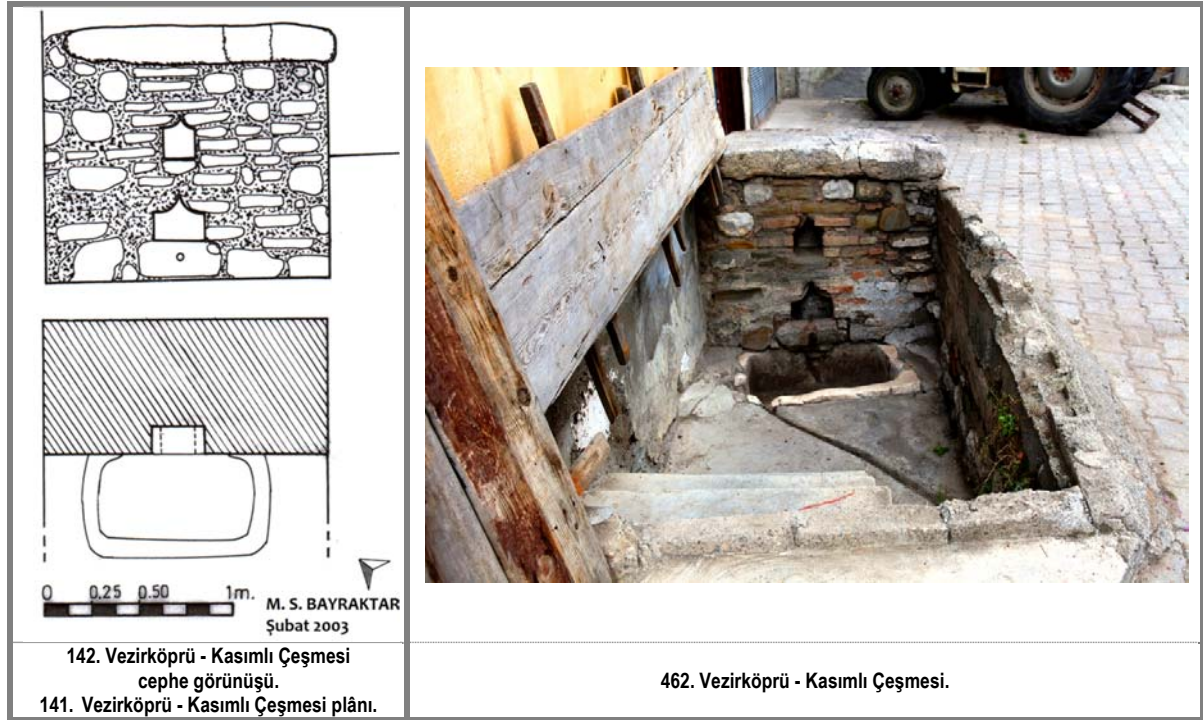 0 0,25 0.50 1m.
M. S. BAYRAKTAR
Şubat 2003
142. Vezirköprü - Kasımlı Çeşmesi
cephe görünüşü.
141. Vezirköprü - Kasımlı Çeşmesi plânı.
462. Vezirköprü - Kasımlı Çeşmesi.